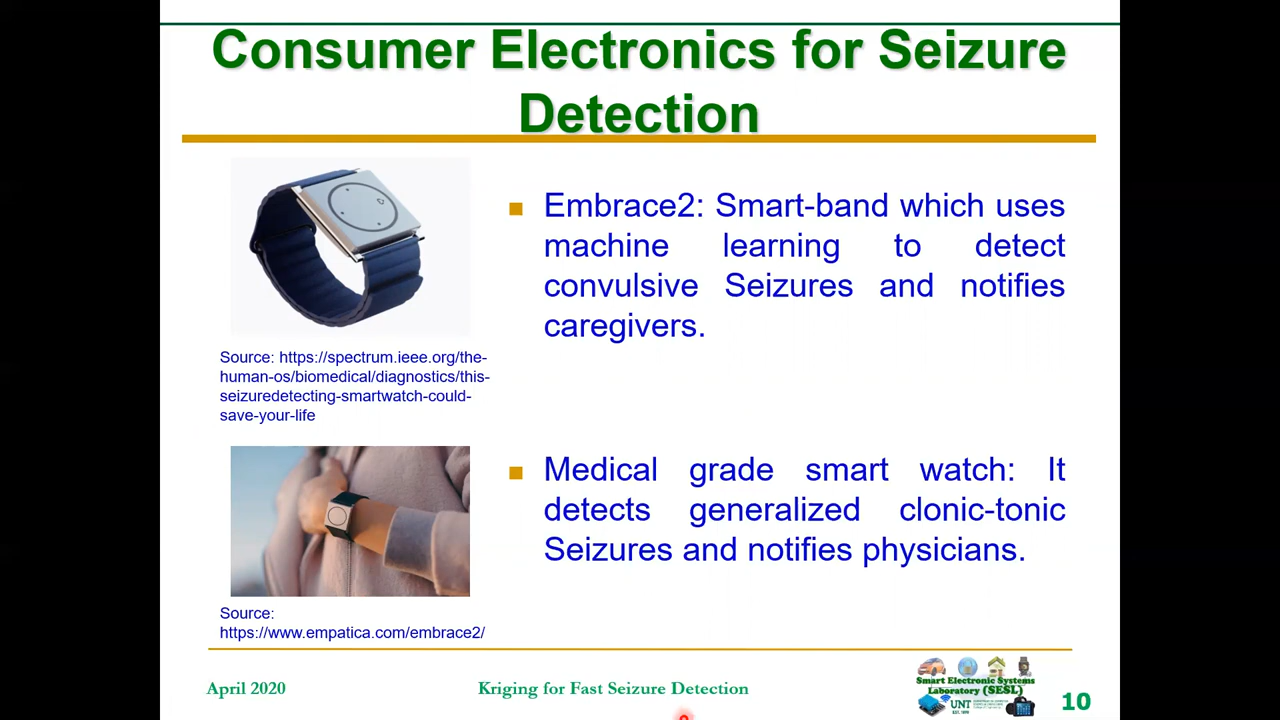 Consumer Electronics for Seizure
Detection
Embrace2: Smart-band which uses
machine learning to detect
convulsive Seizures and notifies
caregivers.
Source: https://spectrum.ieee.org/the-
human-os/biomedical/diagnostics/this-
seizuredetecting-smartwatch-could-
save-your-life
Medical grade smart watch: It
detects generalized clonic-tonic
Seizures and notifies physicians.
Source:
https://www.empatica.com/embrace2/
April 2020
Kriging for Fast Seizure Detection
Smart Electronic Systems
Laboratory (SESL)
UNT
10